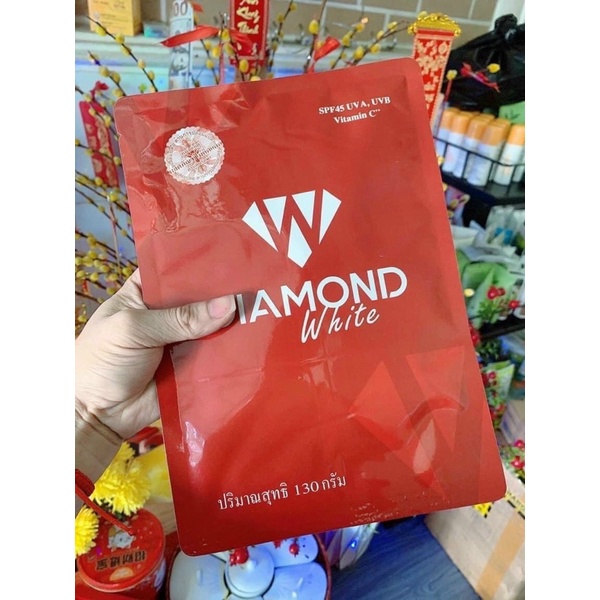 SPF45 UVA, UVB
Vitamin C**
IAMOND
White
ปริมาณสุทธิ 130 กรัม